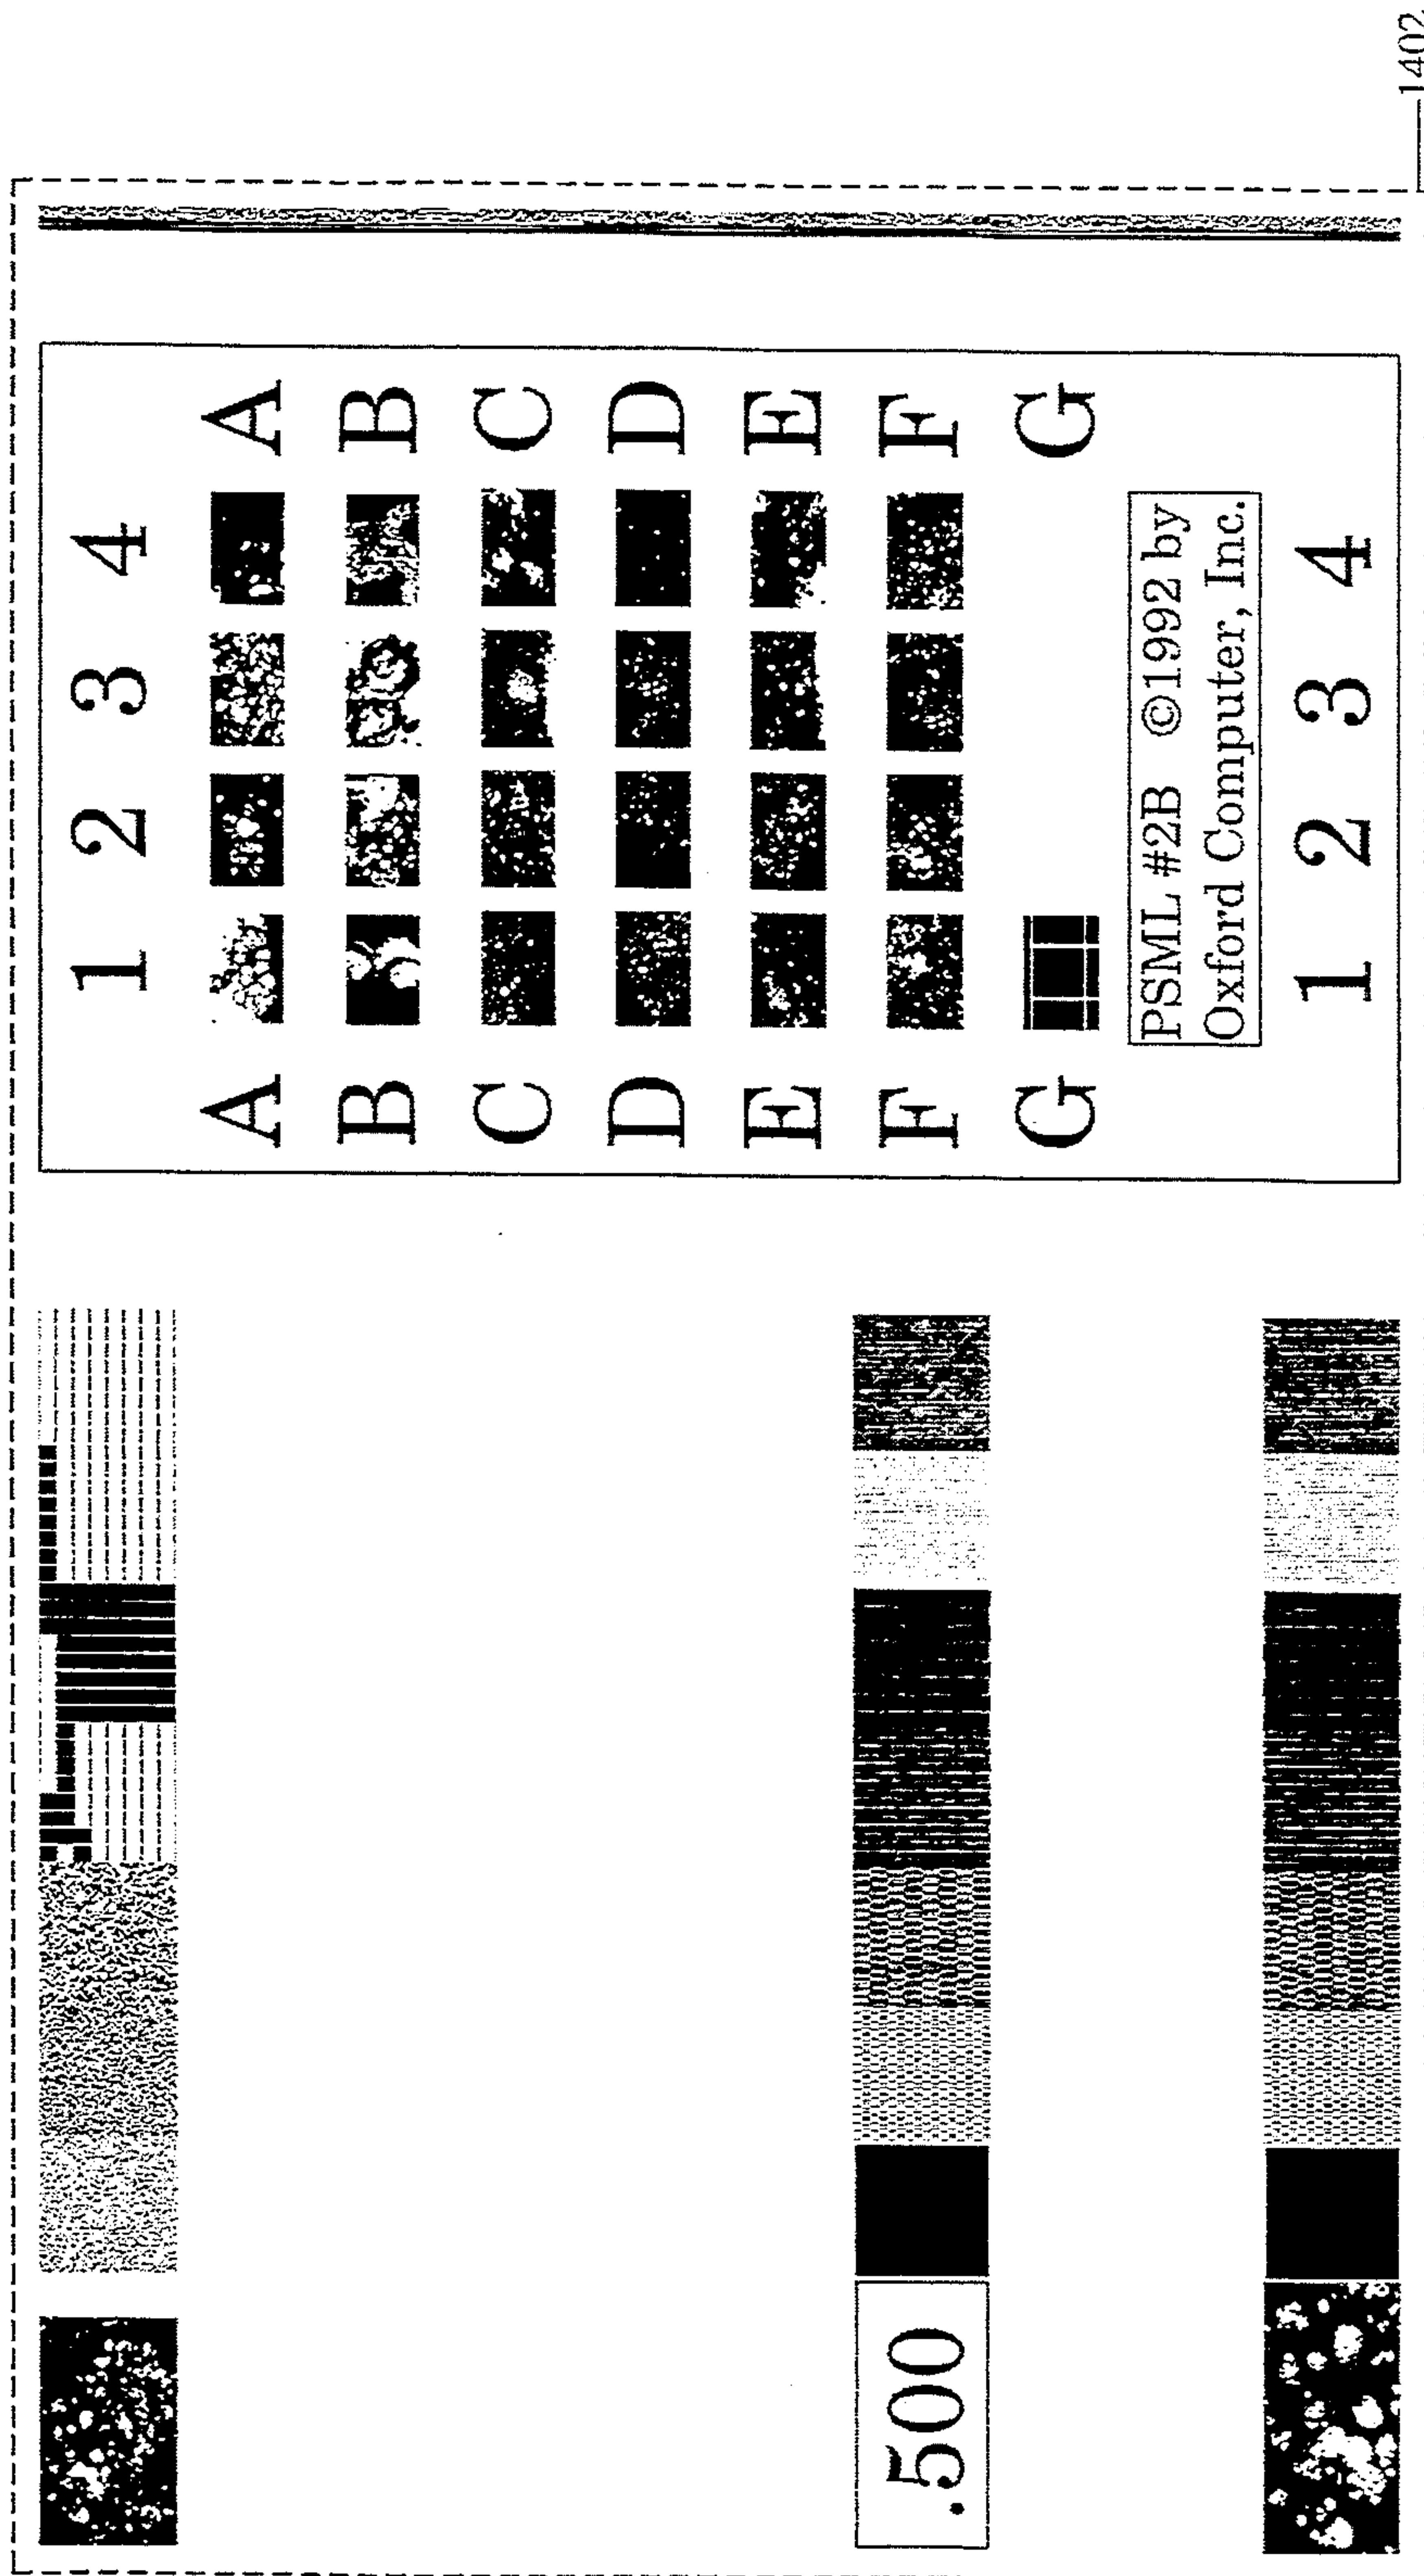 1 2 3 4
A A
B B
C C
D D
E E
.500
F F
G G
PSML #2B ©1992 by
Oxford Computer, Inc.
1 2 3 4
1402